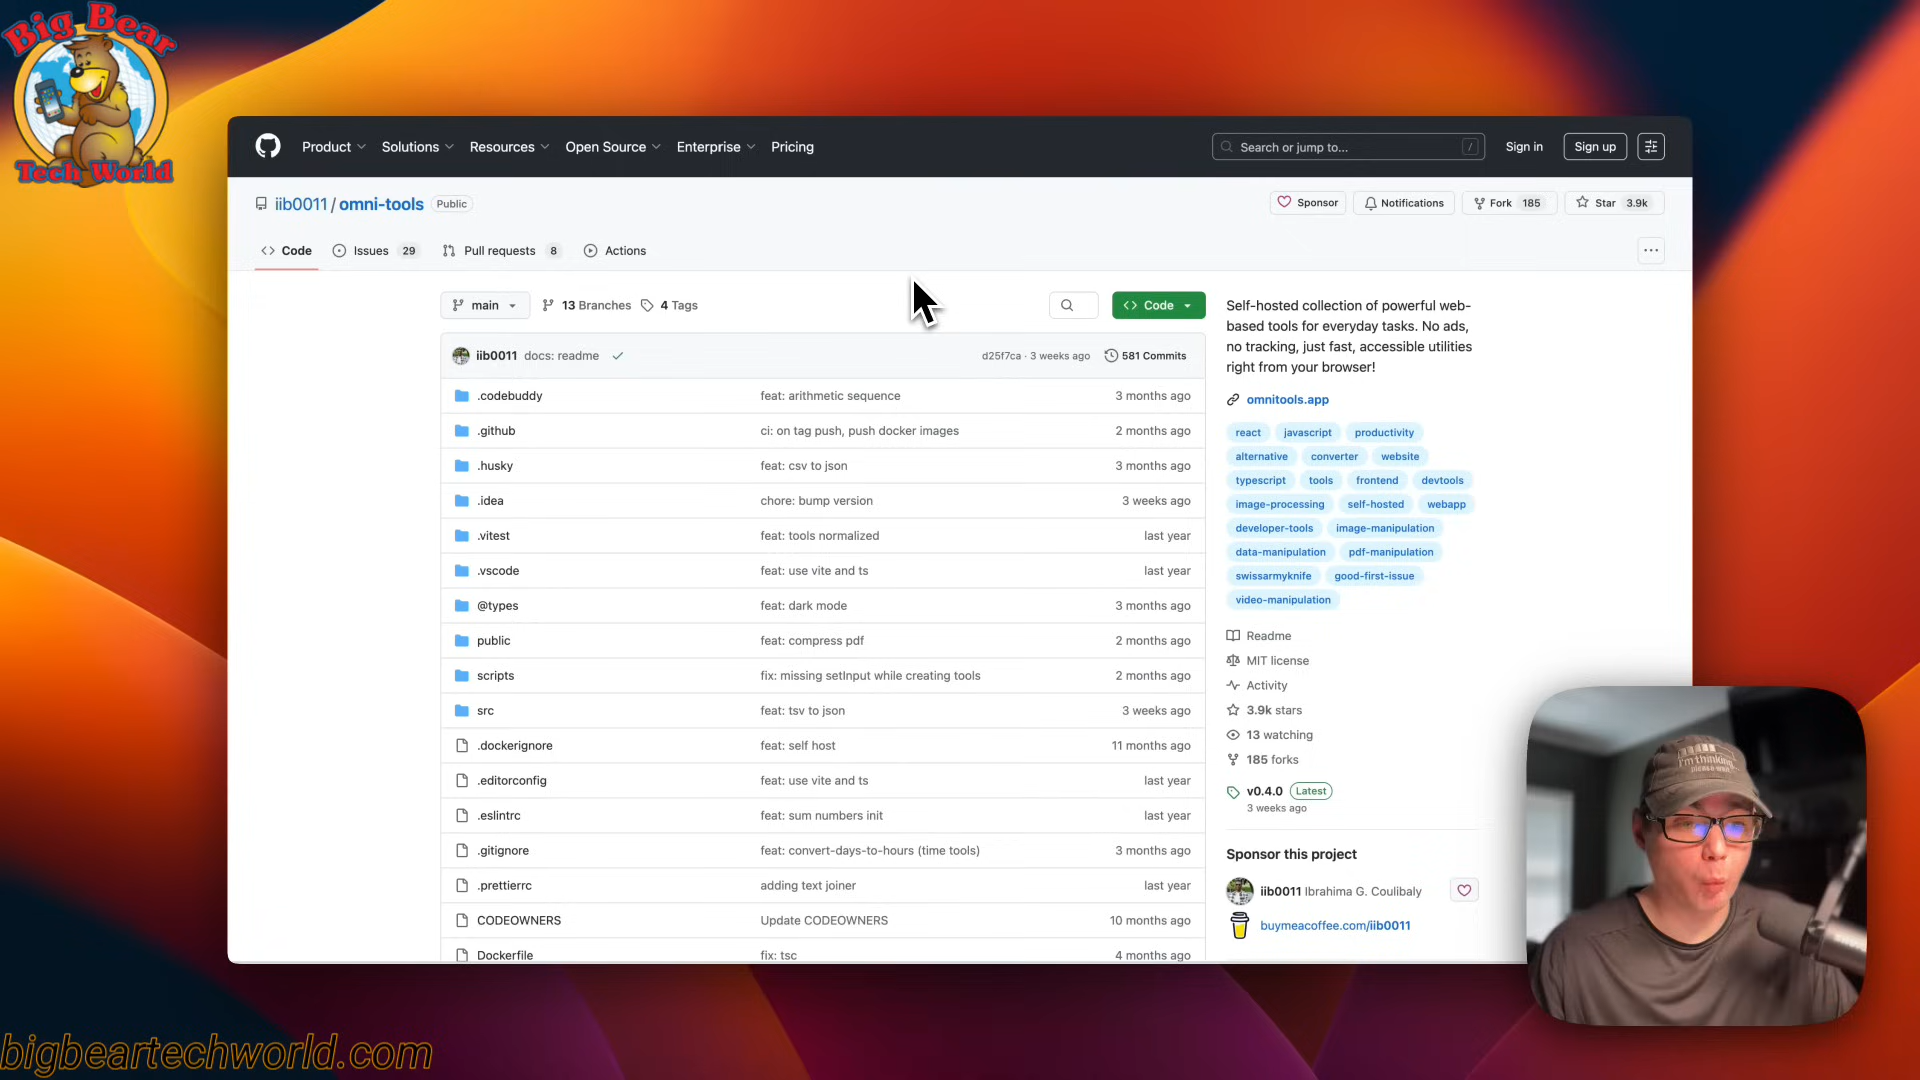 Big Bear
Tech World
Product
Solutions
Resources
Open Source
Enterprise
Pricing
Search or jump to...
/
Sign in
Sign up
iib0011 / omni-tools
Public
Sponsor
Notifications
Fork 185
Star 3.9k
Code
Issues 29
Pull requests 8
Actions
main
13 Branches
4 Tags
Code
iib0011 docs: readme
d25f7ca · 3 weeks ago
581 Commits
.codebuddy feat: arithmetic sequence 3 months ago
.github ci: on tag push, push docker images 2 months ago
.husky feat: csv to json 3 months ago
.idea chore: bump version 3 weeks ago
.vitest feat: tools normalized last year
.vscode feat: use vite and ts last year
@types feat: dark mode 3 months ago
public feat: compress pdf 2 months ago
scripts fix: missing setInput while creating tools 2 months ago
src feat: tsv to json 3 weeks ago
.dockerignore feat: self host 11 months ago
.editorconfig feat: use vite and ts last year
.eslintrc feat: sum numbers init last year
.gitignore feat: convert-days-to-hours (time tools) 3 months ago
.prettierrc adding text joiner last year
CODEOWNERS Update CODEOWNERS 10 months ago
Dockerfile fix: tsc 4 months ago
Self-hosted collection of powerful web-
based tools for everyday tasks. No ads,
no tracking, just fast, accessible utilities
right from your browser!
omnitools.app
react javascript productivity
alternative converter website
typescript tools frontend devtools
image-processing self-hosted webapp
developer-tools image-manipulation
data-manipulation pdf-manipulation
swissarmyknife good-first-issue
video-manipulation
Readme
MIT license
Activity
3.9k stars
13 watching
185 forks
v0.4.0 Latest
3 weeks ago
Sponsor this project
iib0011 Ibrahima G. Coulibaly
buymeacoffee.com/iib0011
i'm thinking
please wait
bigbeartechworld.com